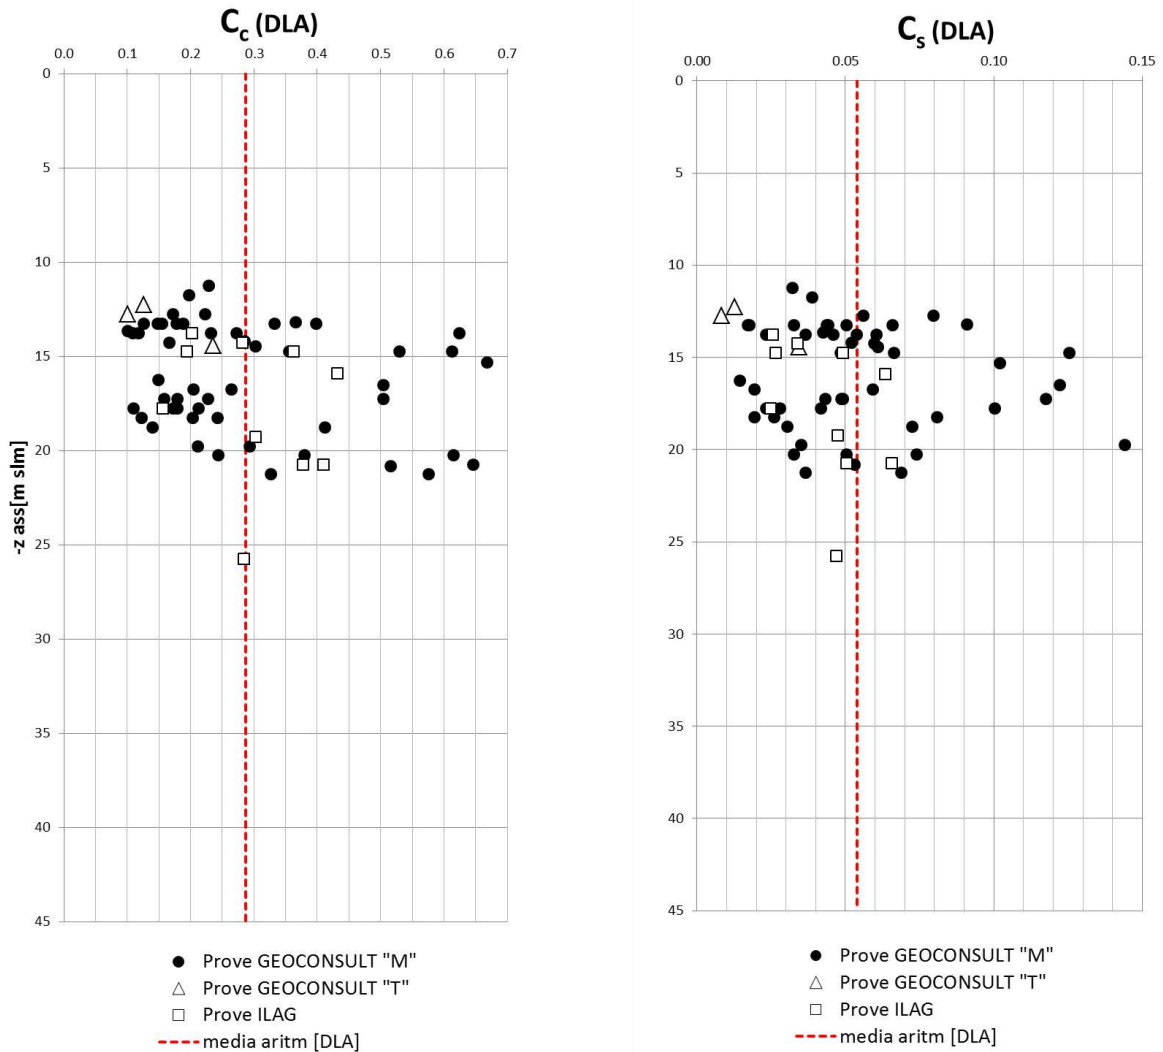 Cc (DLA)
0.0 0.1 0.2 0.3 0.4 0.5 0.6 0.7
0
5
10
15
20
25
30
35
40
45
-z ass[m slm]
Prove GEOCONSULT "M"
Prove GEOCONSULT "T"
Prove ILAG
media aritm [DLA]
Cs (DLA)
0.00 0.05 0.10 0.15
0
5
10
15
20
25
30
35
40
45
Prove GEOCONSULT "M"
Prove GEOCONSULT "T"
Prove ILAG
media aritm [DLA]